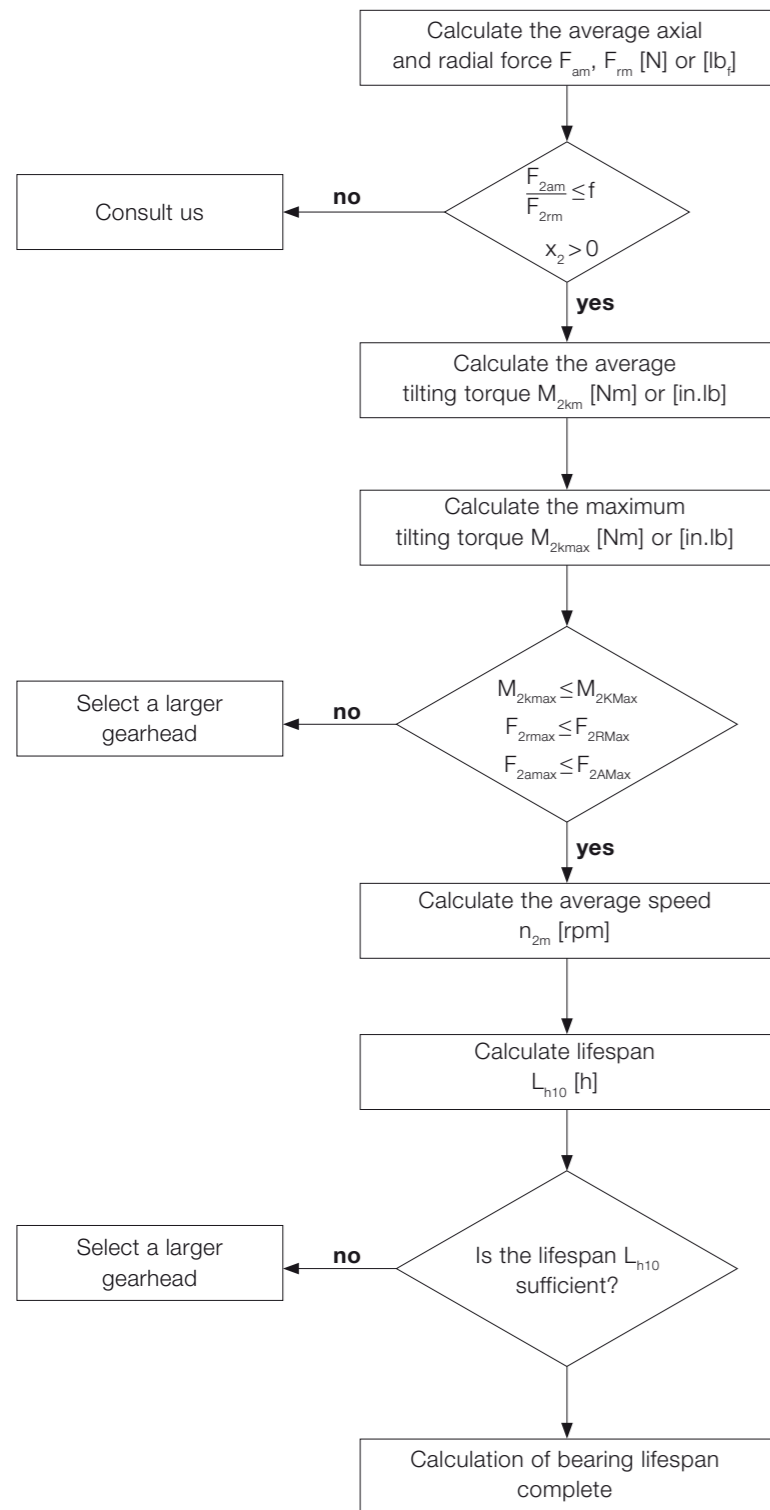 Calculate the average axial
and radial force F_am, F_rm [N] or [lb_f]
F_2am
F_2rm
≤ f
x_2 > 0
no
Consult us
yes
Calculate the average
tilting torque M_2km [Nm] or [in.lb]
Calculate the maximum
tilting torque M_2kmax [Nm] or [in.lb]
M_2kmax ≤ M_2KMax
F_2rmax ≤ F_2RMax
F_2amax ≤ F_2AMax
no
Select a larger
gearhead
yes
Calculate the average speed
n_2m [rpm]
Calculate lifespan
L_h10 [h]
Is the lifespan L_h10
sufficient?
no
Select a larger
gearhead
Calculation of bearing lifespan
complete